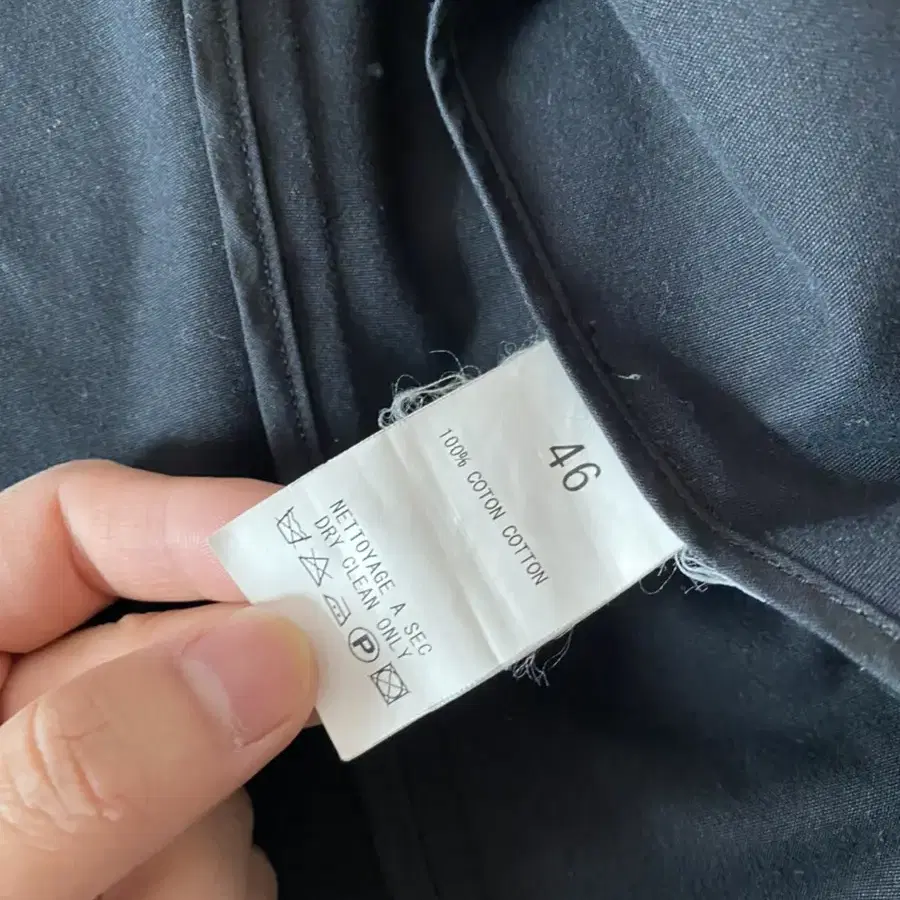 46
100% COTON COTTON
NETTOYAGE A SEC
DRY CLEAN ONLY
P